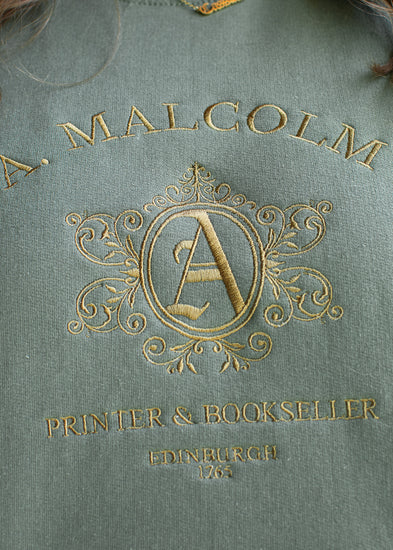 A. MALCOLM
A
PRINTER & BOOKSELLER
EDINBURGH
1765